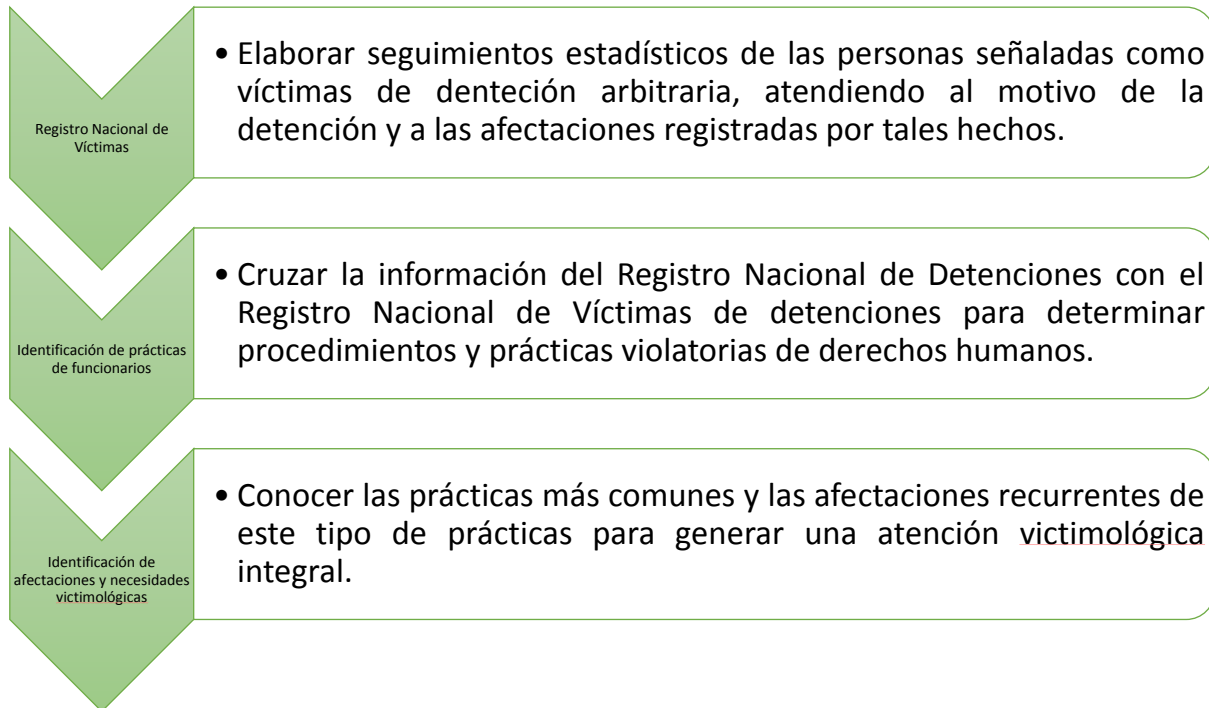 Registro Nacional de
Víctimas
• Elaborar seguimientos estadísticos de las personas señaladas como
víctimas de denteción arbitraria, atendiendo al motivo de la
detención y a las afectaciones registradas por tales hechos.
Identificación de prácticas
de funcionarios
• Cruzar la información del Registro Nacional de Detenciones con el
Registro Nacional de Víctimas de detenciones para determinar
procedimientos y prácticas violatorias de derechos humanos.
Identificación de
afectaciones y necesidades
victimológicas
• Conocer las prácticas más comunes y las afectaciones recurrentes de
este tipo de prácticas para generar una atención victimológica
integral.